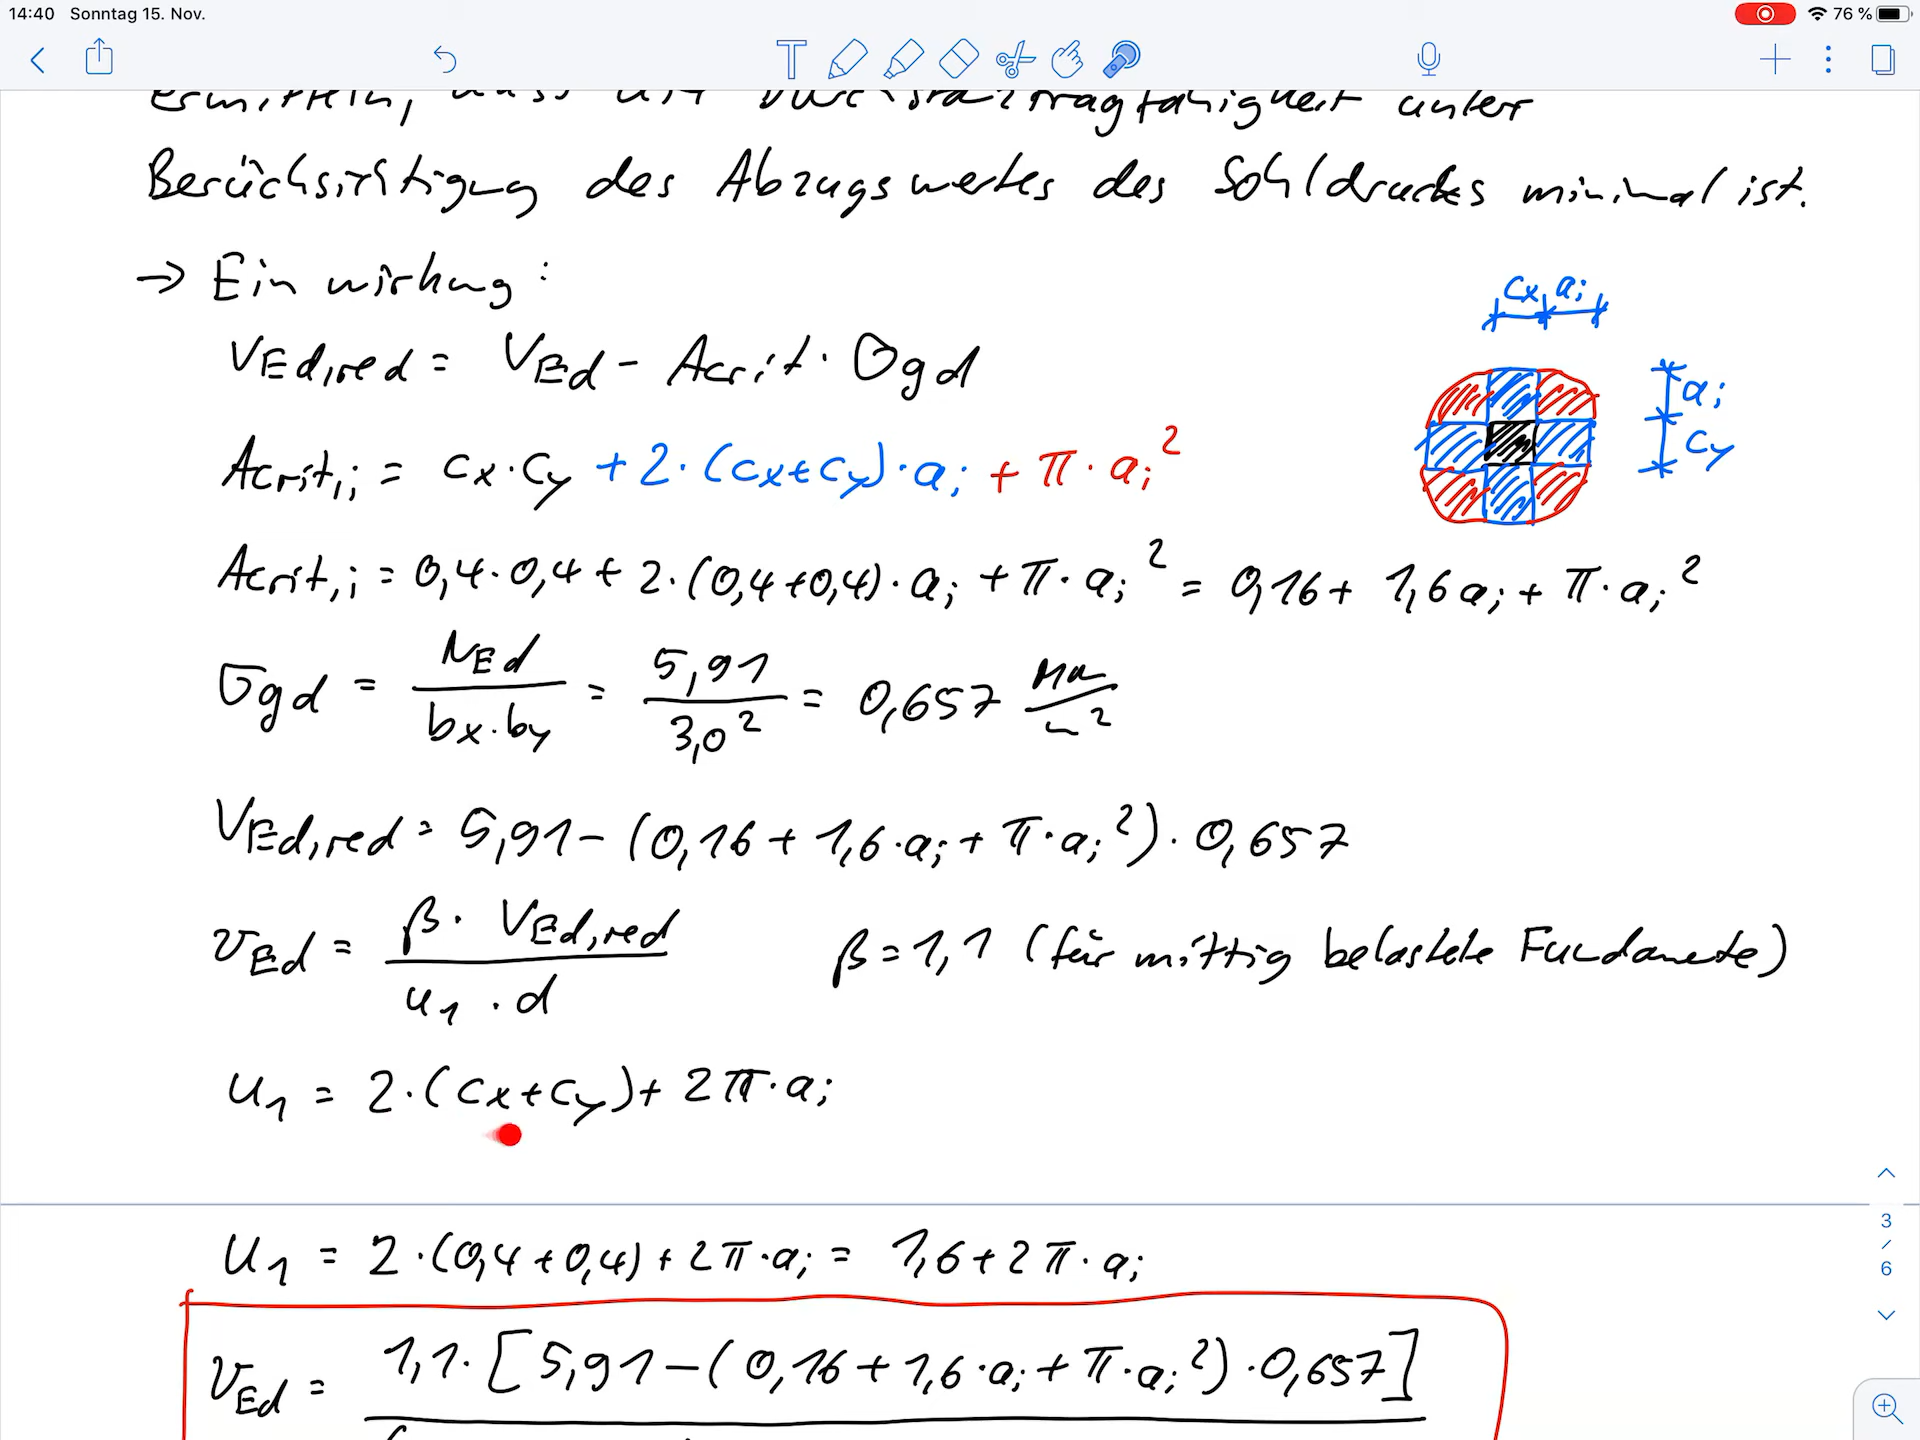 14:40 Sonntag 15. Nov. 76 %
Ermitteln, dass die Durchstanztragfähigkeit unter
Berücksichtigung des Abzugswertes des Sohldruckes minimal ist.
→ Einwirkung:
cx ai
VEd,red = VEd - Acrit · σgd
ai
cy
Acrit,i = cx·cy + 2·(cx+cy)·ai + π·ai²
Acrit,i = 0,4·0,4 + 2·(0,4+0,4)·ai + π·ai² = 0,16 + 1,6ai + π·ai²
σgd = NEd / (bx·by) = 5,91 / 3,0² = 0,657 MN/m²
VEd,red = 5,91 - (0,16 + 1,6·ai + π·ai²)·0,657
vEd = β·VEd,red / (u1·d) β = 1,1 (für mittig belastete Fundamente)
u1 = 2·(cx+cy) + 2π·ai
3 / 6
u1 = 2·(0,4+0,4) + 2π·ai = 1,6 + 2π·ai
vEd = 1,1·[5,91 - (0,16 + 1,6·ai + π·ai²)·0,657]